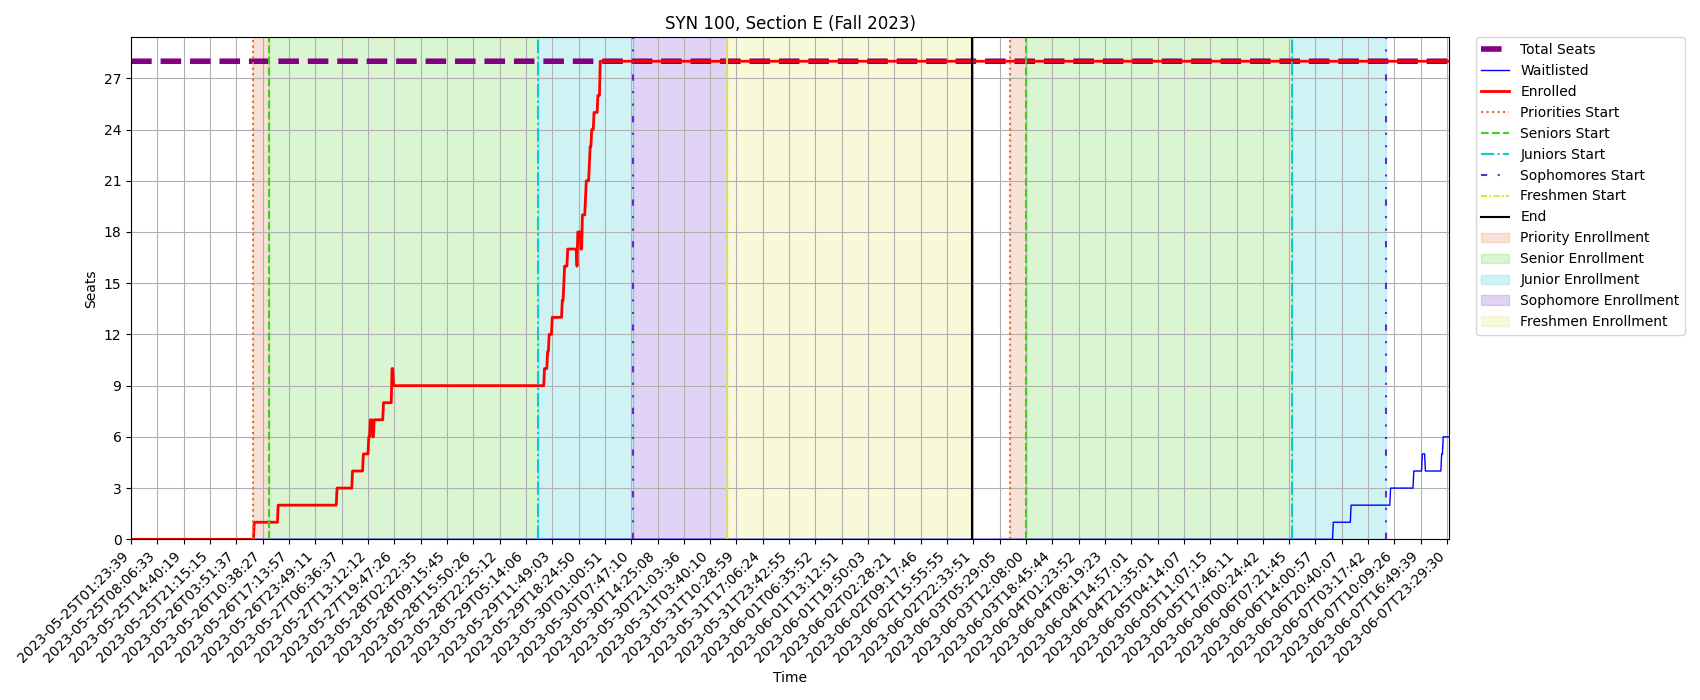 SYN 100, Section E (Fall 2023)
Seats
27
24
21
18
15
12
9
6
3
0
2023-05-25T01:23:39
2023-05-25T08:06:33
2023-05-25T14:40:19
2023-05-25T21:15:15
2023-05-26T03:51:37
2023-05-26T10:38:27
2023-05-26T17:13:57
2023-05-26T23:49:11
2023-05-27T06:36:37
2023-05-27T13:12:12
2023-05-27T19:47:26
2023-05-28T02:22:35
2023-05-28T09:15:45
2023-05-28T15:50:26
2023-05-28T22:25:12
2023-05-29T05:14:06
2023-05-29T11:49:03
2023-05-29T18:24:50
2023-05-30T01:00:51
2023-05-30T07:47:10
2023-05-30T14:25:08
2023-05-30T21:03:36
2023-05-31T03:40:10
2023-05-31T10:28:59
2023-05-31T17:06:24
2023-05-31T23:42:55
2023-06-01T06:35:52
2023-06-01T13:12:51
2023-06-01T19:50:03
2023-06-02T02:28:21
2023-06-02T09:17:46
2023-06-02T15:55:55
2023-06-02T22:33:51
2023-06-03T05:29:05
2023-06-03T12:08:00
2023-06-03T18:45:44
2023-06-04T01:23:52
2023-06-04T08:19:23
2023-06-04T14:57:01
2023-06-04T21:35:01
2023-06-05T04:14:07
2023-06-05T11:07:15
2023-06-05T17:46:11
2023-06-06T00:24:42
2023-06-06T07:21:45
2023-06-06T14:00:57
2023-06-06T20:40:07
2023-06-07T03:17:42
2023-06-07T10:09:26
2023-06-07T16:49:39
2023-06-07T23:29:30
Time
Total Seats
Waitlisted
Enrolled
Priorities Start
Seniors Start
Juniors Start
Sophomores Start
Freshmen Start
End
Priority Enrollment
Senior Enrollment
Junior Enrollment
Sophomore Enrollment
Freshmen Enrollment